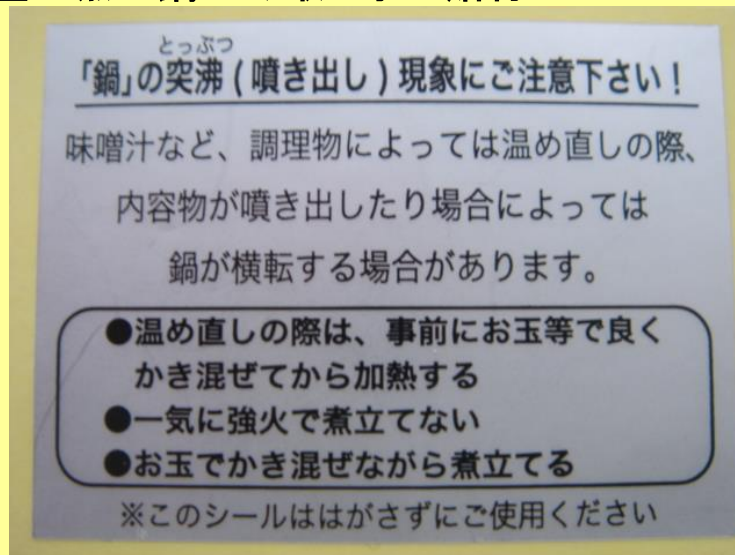 とっぷつ
「鍋」の突沸(噴き出し)現象にご注意下さい!
味噌汁など、調理物によっては温め直しの際、
内容物が噴き出したり場合によっては
鍋が横転する場合があります。
●温め直しの際は、事前にお玉等で良く
かき混ぜてから加熱する
●一気に強火で煮立てない
●お玉でかき混ぜながら煮立てる
※このシールははがさずにご使用ください